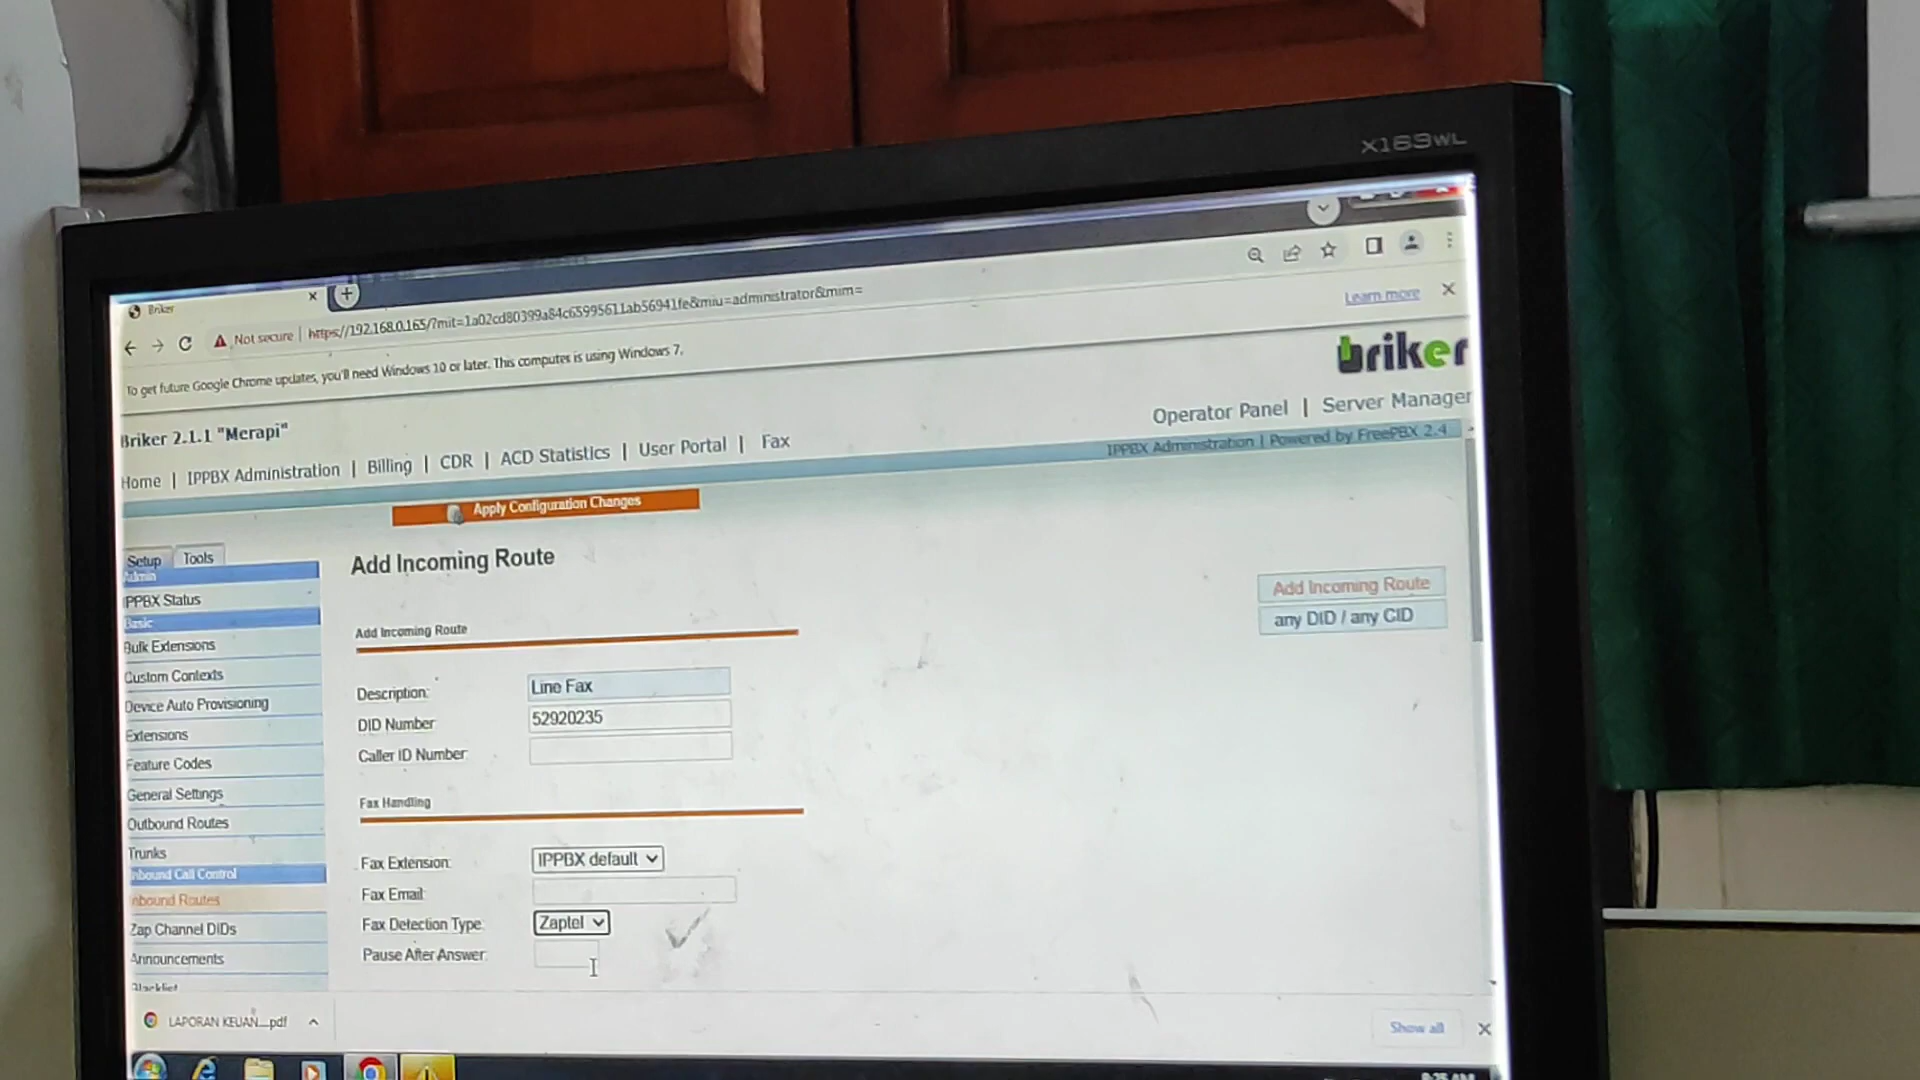 X163WL
Briker
Not secure | https://192.168.0.165/?mit=1a02cd80399a84c65995611ab56941fe&miu=administrator&mim=
To get future Google Chrome updates, you'll need Windows 10 or later. This computer is using Windows 7.
Learn more
briker
Briker 2.1.1 "Merapi"
Operator Panel | Server Manager
Home | IPPBX Administration | Billing | CDR | ACD Statistics | User Portal | Fax
IPPBX Administration | Powered by FreePBX 2.4
Apply Configuration Changes
Setup Tools
Admin
IPPBX Status
Basic
Bulk Extensions
Custom Contexts
Device Auto Provisioning
Extensions
Feature Codes
General Settings
Outbound Routes
Trunks
Inbound Call Control
Inbound Routes
Zap Channel DIDs
Announcements
Blacklist
Add Incoming Route
Add Incoming Route
Description: Line Fax
DID Number: 52920235
Caller ID Number:
Fax Handling
Fax Extension: IPPBX default
Fax Email:
Fax Detection Type: Zaptel
Pause After Answer:
Add Incoming Route
any DID / any CID
LAPORAN KEUAN....pdf
Show all